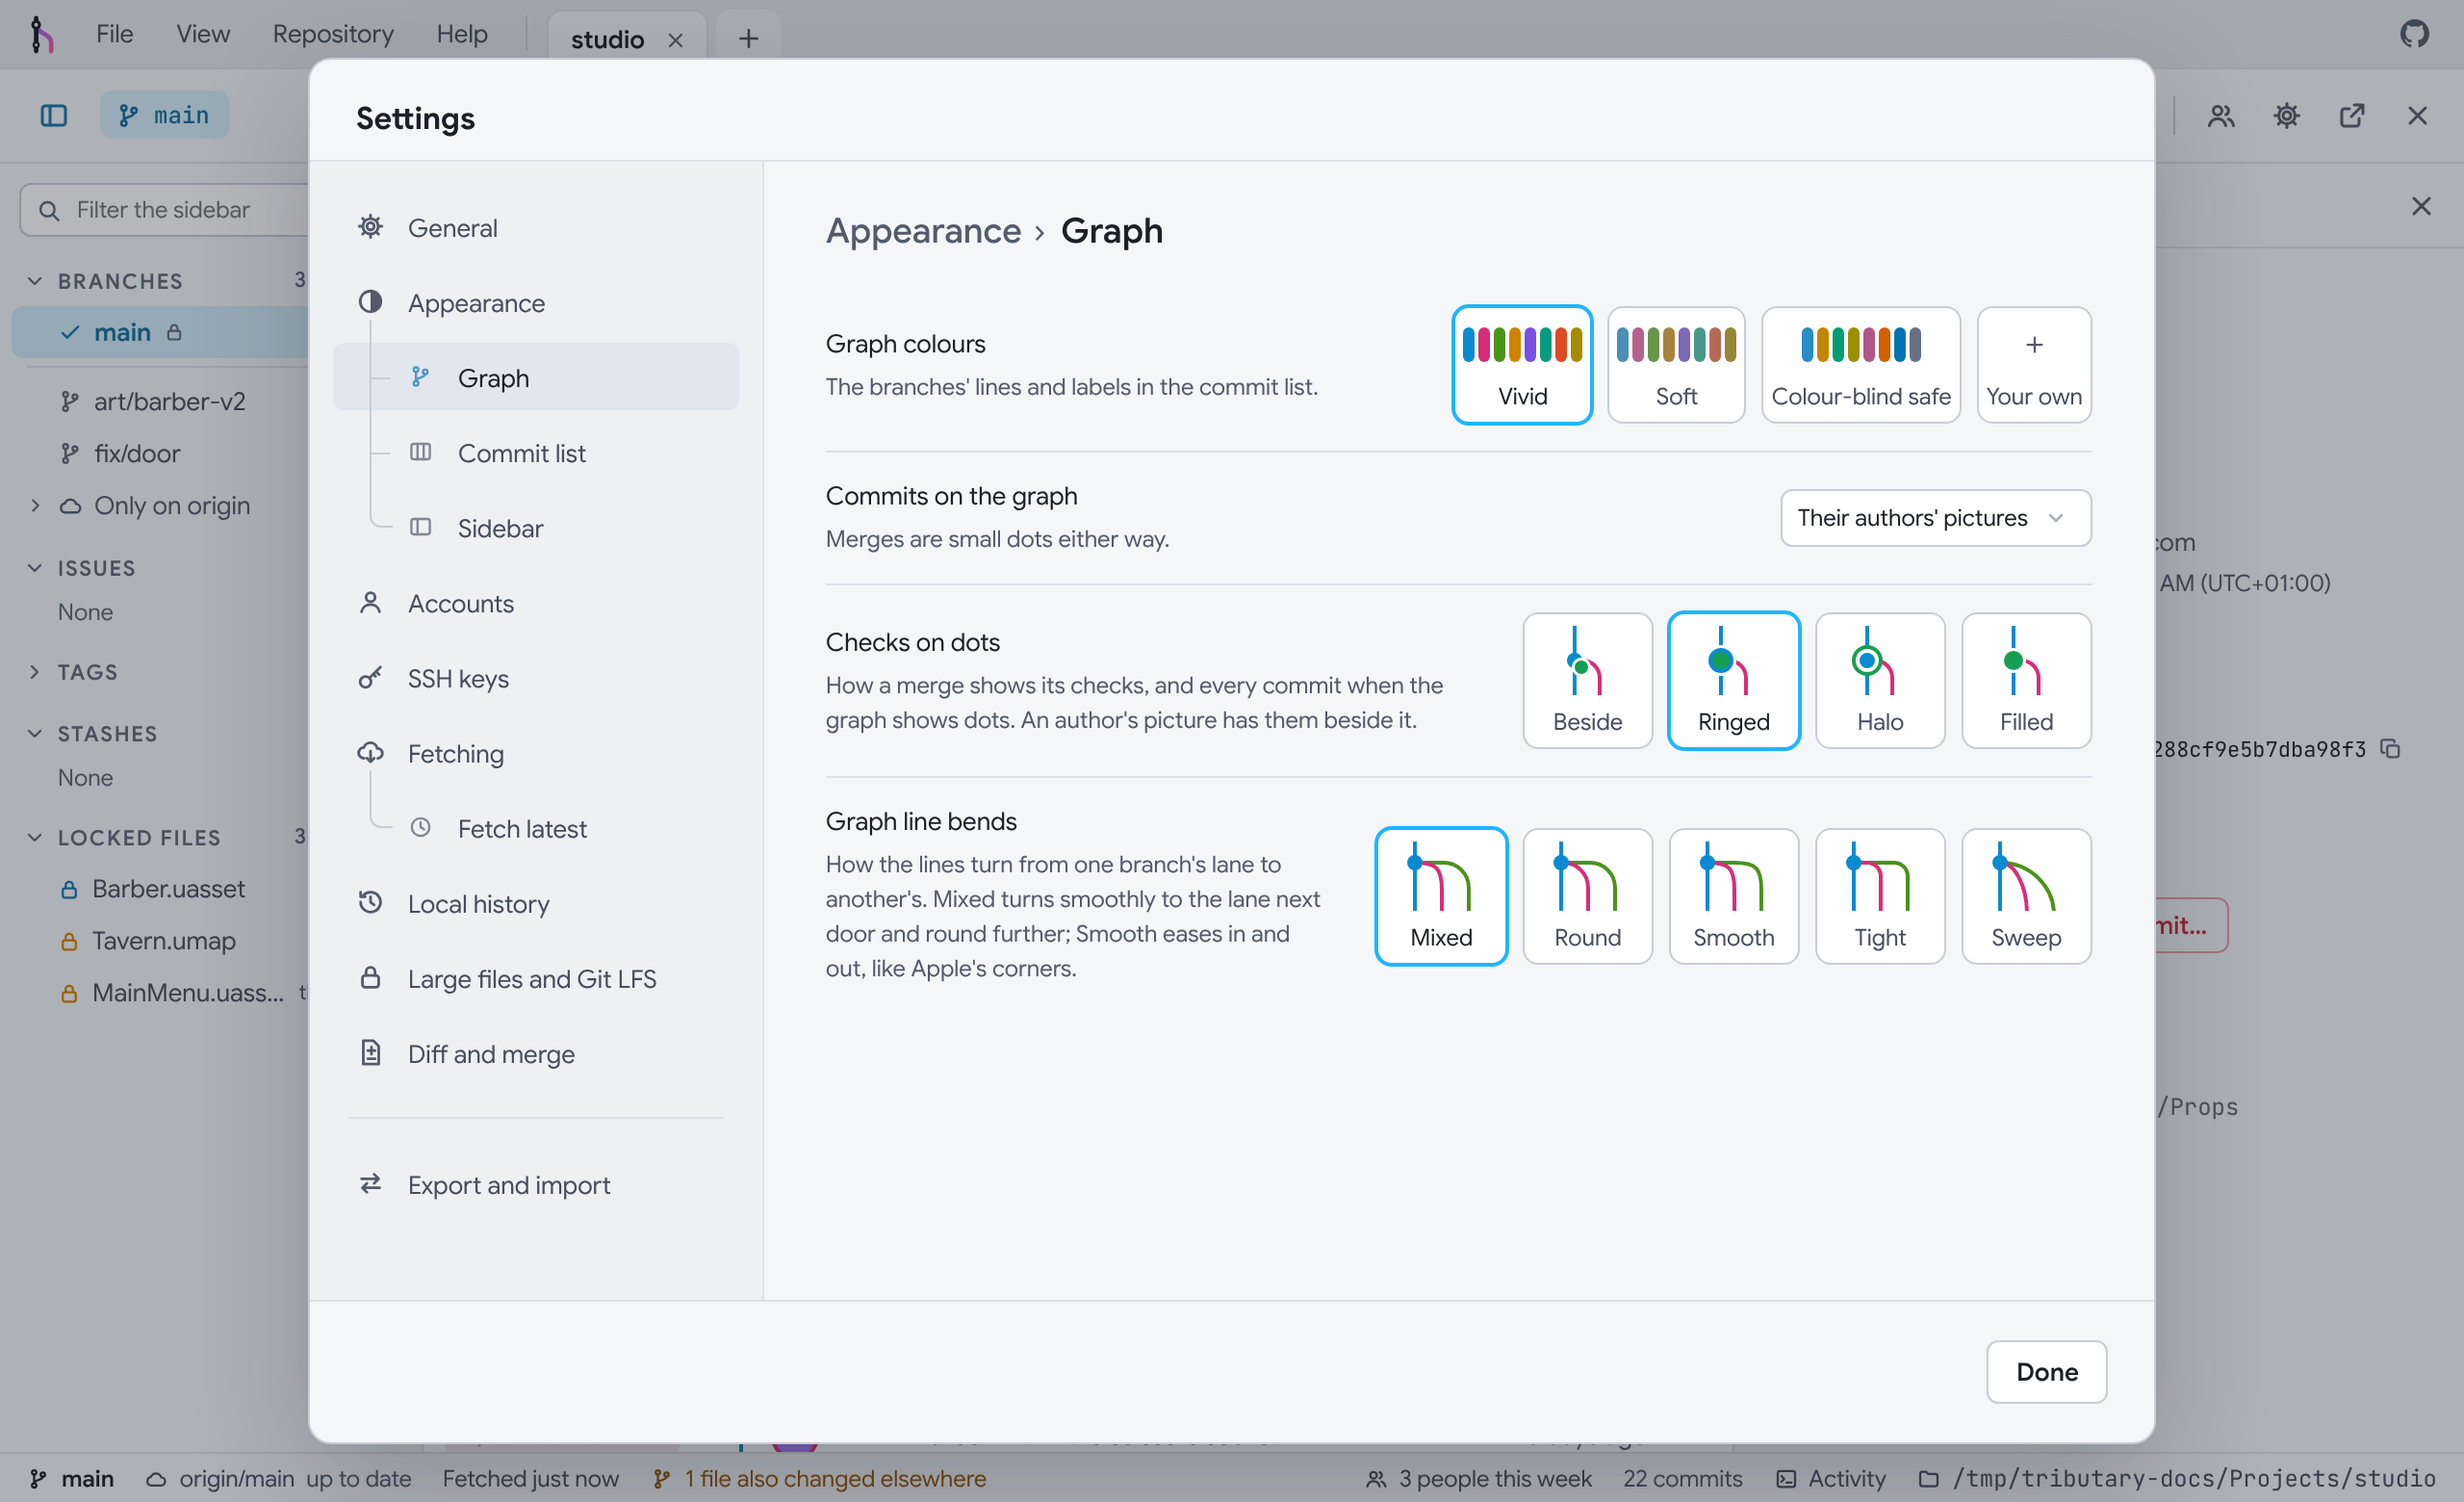 File View Repository Help studio
main
Filter the sidebar
BRANCHES 3
main
art/barber-v2
fix/door
Only on origin
ISSUES
None
TAGS
STASHES
None
LOCKED FILES 3
Barber.uasset
Tavern.umap
MainMenu.uass... t
Settings
General
Appearance
Graph
Commit list
Sidebar
Accounts
SSH keys
Fetching
Fetch latest
Local history
Large files and Git LFS
Diff and merge
Export and import
Appearance › Graph
Graph colours
The branches' lines and labels in the commit list.
Vivid
Soft
Colour-blind safe
Your own
Commits on the graph
Merges are small dots either way.
Their authors' pictures
Checks on dots
How a merge shows its checks, and every commit when the
graph shows dots. An author's picture has them beside it.
Beside
Ringed
Halo
Filled
Graph line bends
How the lines turn from one branch's lane to
another's. Mixed turns smoothly to the lane next
door and round further; Smooth eases in and
out, like Apple's corners.
Mixed
Round
Smooth
Tight
Sweep
Done
com
AM (UTC+01:00)
288cf9e5b7dba98f3
mit...
/Props
main origin/main up to date Fetched just now 1 file also changed elsewhere 3 people this week 22 commits Activity /tmp/tributary-docs/Projects/studio